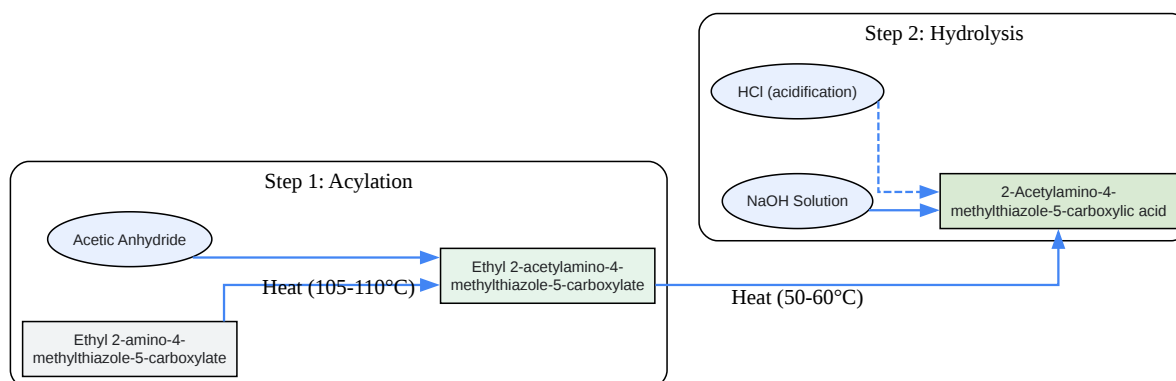 Step 2: Hydrolysis
HCl (acidification)
NaOH Solution
2-Acetylamino-4-
methylthiazole-5-carboxylic acid
Step 1: Acylation
Acetic Anhydride
Ethyl 2-acetylamino-4-
methylthiazole-5-carboxylate
Heat (105-110°C)
Heat (50-60°C)
Ethyl 2-amino-4-
methylthiazole-5-carboxylate